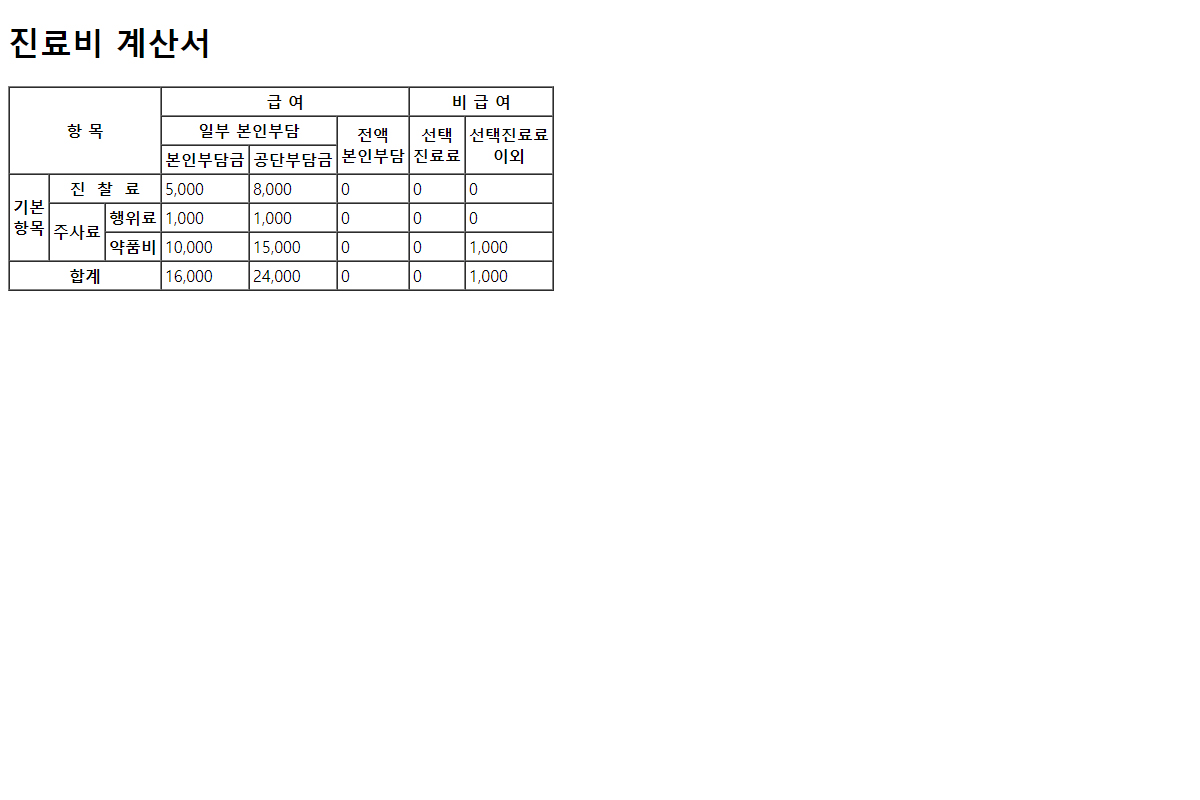 진료비 계산서
항 목 급 여 비 급 여
일부 본인부담 전액 본인부담 선택 진료료 선택진료료 이외
본인부담금 공단부담금
기본 항목 진 찰 료 5,000 8,000 0 0 0
주사료 행위료 1,000 1,000 0 0 0
약품비 10,000 15,000 0 0 1,000
합계 16,000 24,000 0 0 1,000